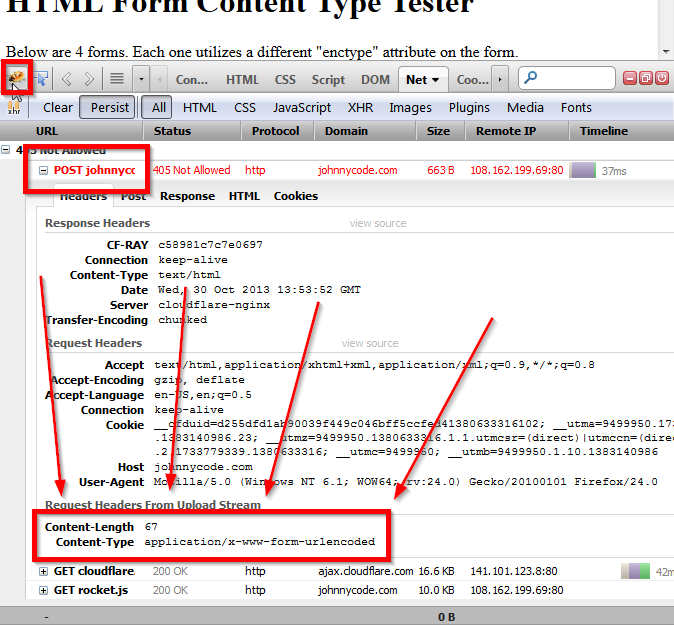 HTML Form Content Type Tester
Below are 4 forms. Each one utilizes a different "enctype" attribute on the form.
Con... HTML CSS Script DOM Net Coo...
xhr Clear Persist All HTML CSS JavaScript XHR Images Plugins Media Fonts
URL Status Protocol Domain Size Remote IP Timeline
Not Allowed
POST johnnycc 405 Not Allowed http johnnycode.com 663 B 108.162.199.69:80 37ms
Headers Post Response HTML Cookies
Response Headers view source
CF-RAY c58981c7c7e0697
Connection keep-alive
Content-Type text/html
Date Wed, 30 Oct 2013 13:53:52 GMT
Server cloudflare-nginx
Transfer-Encoding chunked
Request Headers view source
Accept text/html,application/xhtml+xml,application/xml;q=0.9,*/*;q=0.8
Accept-Encoding gzip, deflate
Accept-Language en-US,en;q=0.5
Connection keep-alive
Cookie __cfduid=d255dfd1ab90039f449c046bff5ccfed41380633316102; __utma=9499950.173
.1383140986.23; __utmz=9499950.1380633316.1.1.utmcsr=(direct)|utmccn=(direc
.2.1733779339.1380633316; __utmc=9499950; __utmb=9499950.1.10.1383140986
Host johnnycode.com
User-Agent Mozilla/5.0 (Windows NT 6.1; WOW64; rv:24.0) Gecko/20100101 Firefox/24.0
Request Headers From Upload Stream
Content-Length 67
Content-Type application/x-www-form-urlencoded
GET cloudflare. 200 OK http ajax.cloudflare.com 16.6 KB 141.101.123.8:80 42m
GET rocket.js 200 OK http johnnycode.com 10.0 KB 108.162.199.69:80
- 0 B